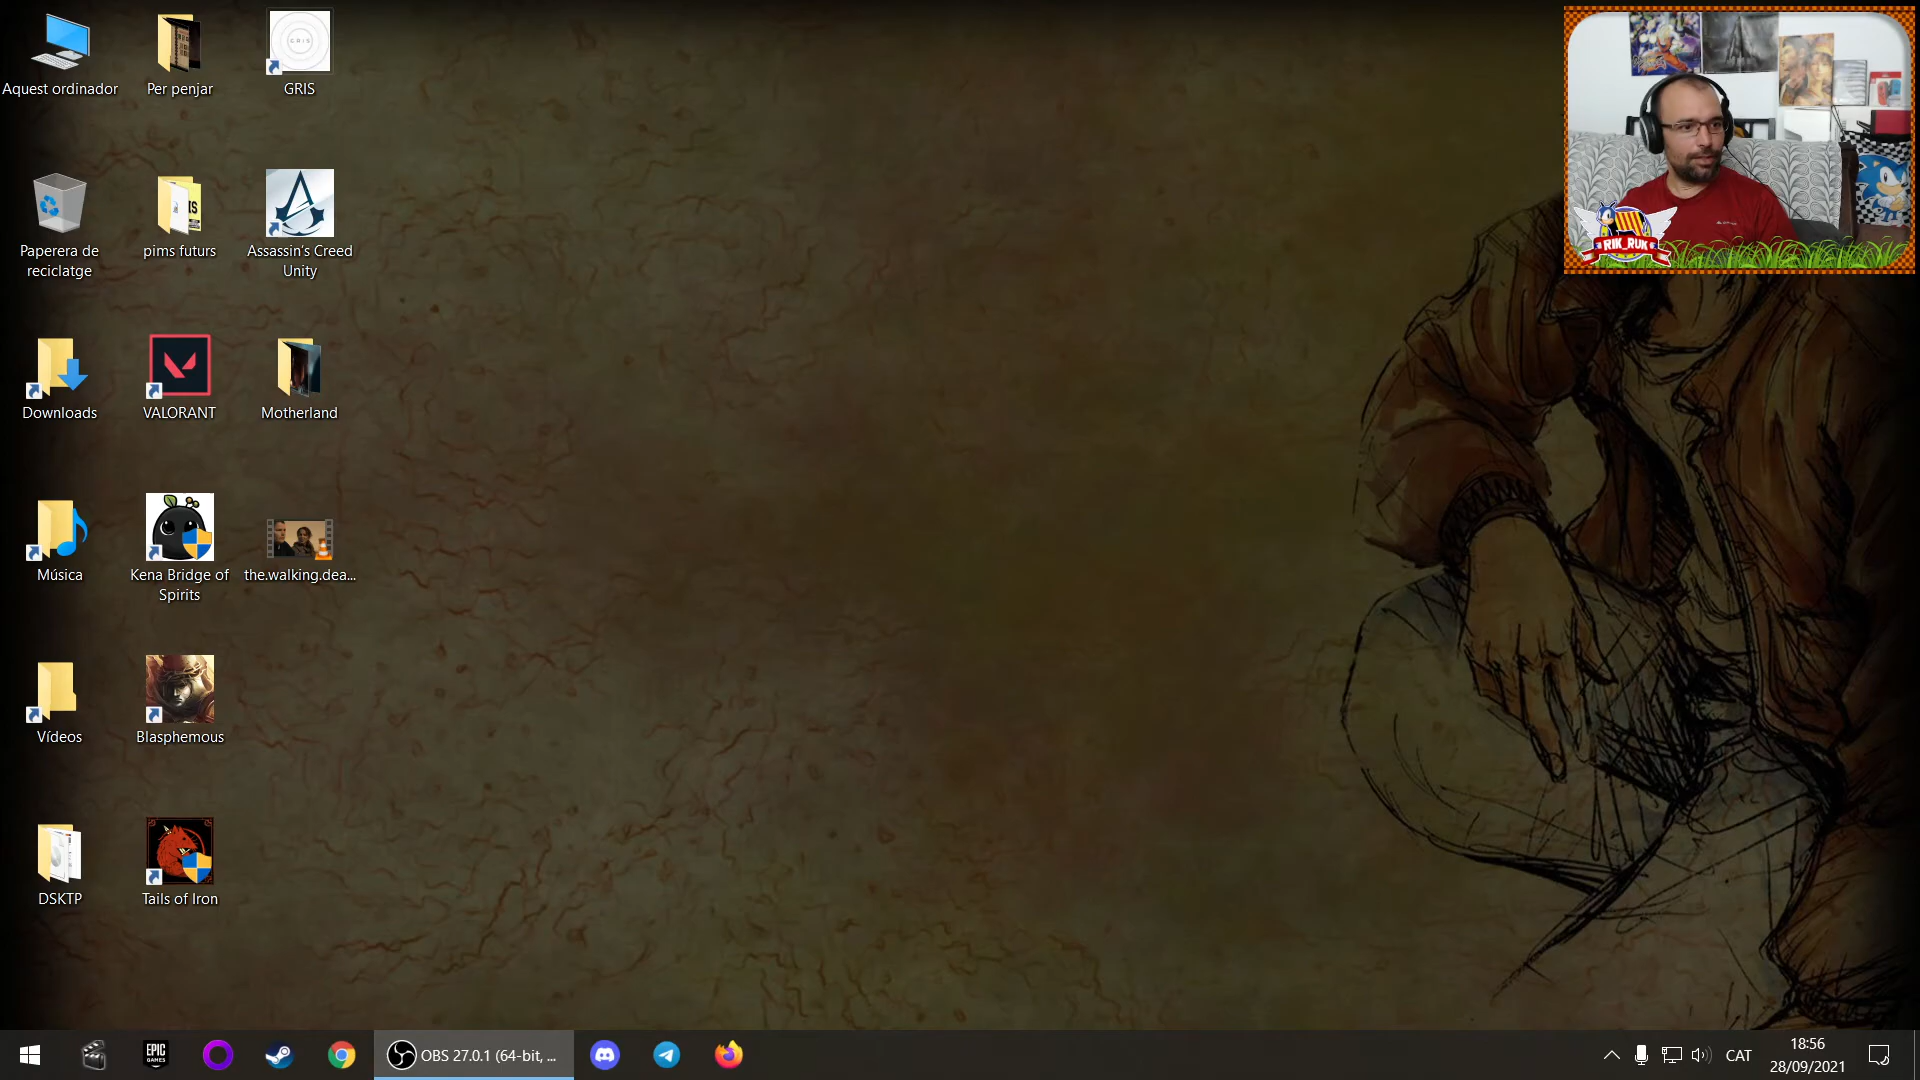 Aquest ordinador
Per penjar
GRIS
GRIS
Paperera de
reciclatge
pims futurs
Assassin's Creed
Unity
Downloads
VALORANT
Motherland
Música
Kena Bridge of
Spirits
the.walking.dea...
Vídeos
Blasphemous
DSKTP
Tails of Iron
RIK_RUK
EPIC
GAMES
OBS 27.0.1 (64-bit, ...
CAT
18:56
28/09/2021